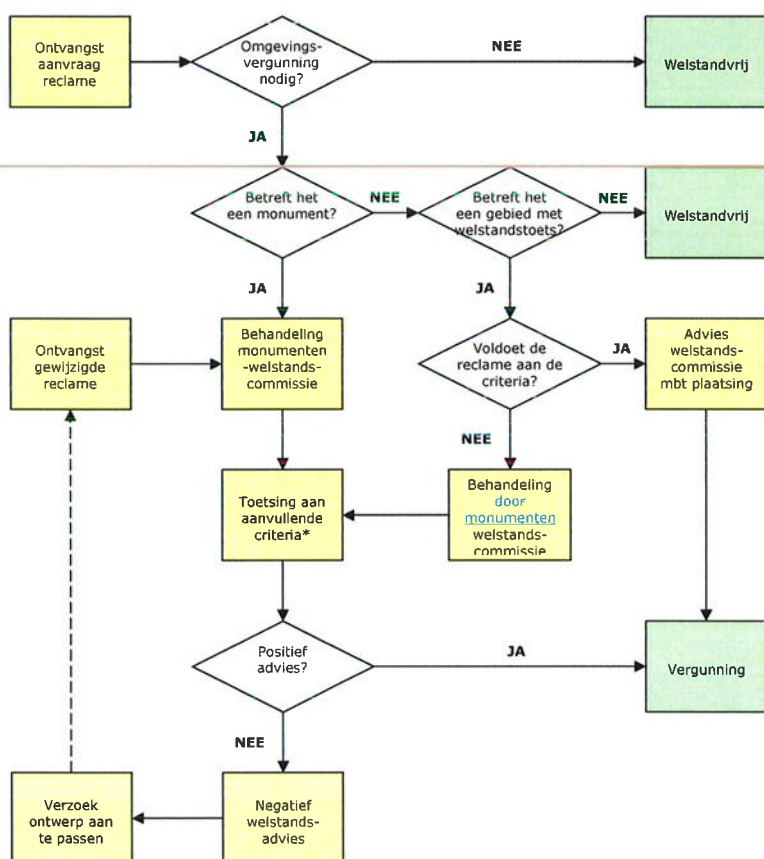 Ontvangst
aanvraag
reclame
Omgevings-
vergunning
nodig?
NEE
Welstandvrij
JA
Betreft het
een monument?
NEE
Betreft het
een gebied met
welstandstoets?
NEE
Welstandvrij
JA
JA
Ontvangst
gewijzigde
reclame
Behandeling
monumenten
-welstands-
commissie
Voldoet de
reclame aan de
criteria?
JA
Advies
welstands-
commissie
mbt plaatsing
NEE
Toetsing aan
aanvullende
criteria*
Behandeling
door
monumenten
welstands-
commissie
Positief
advies?
JA
Vergunning
NEE
Verzoek
ontwerp aan
te passen
Negatief
welstands-
advies